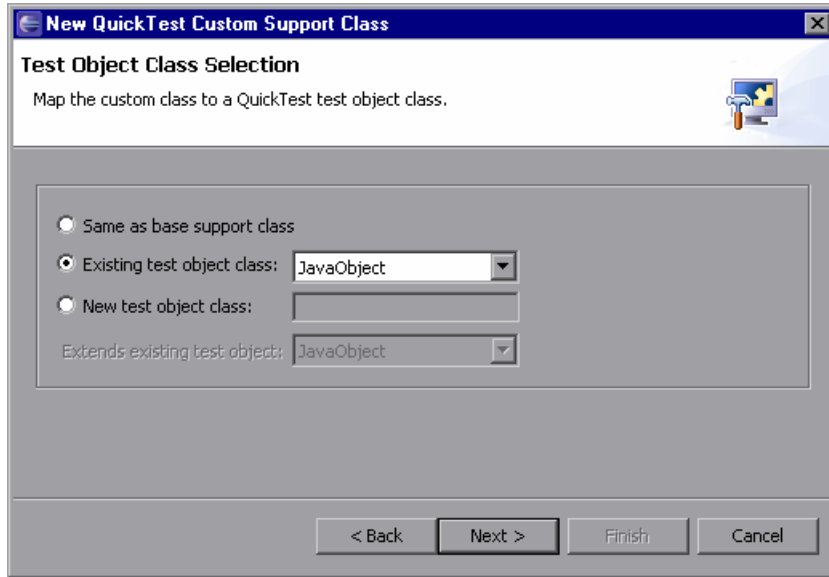 New QuickTest Custom Support Class
Test Object Class Selection
Map the custom class to a QuickTest test object class.
Same as base support class
Existing test object class: JavaObject
New test object class:
Extends existing test object: JavaObject
< Back Next > Finish Cancel